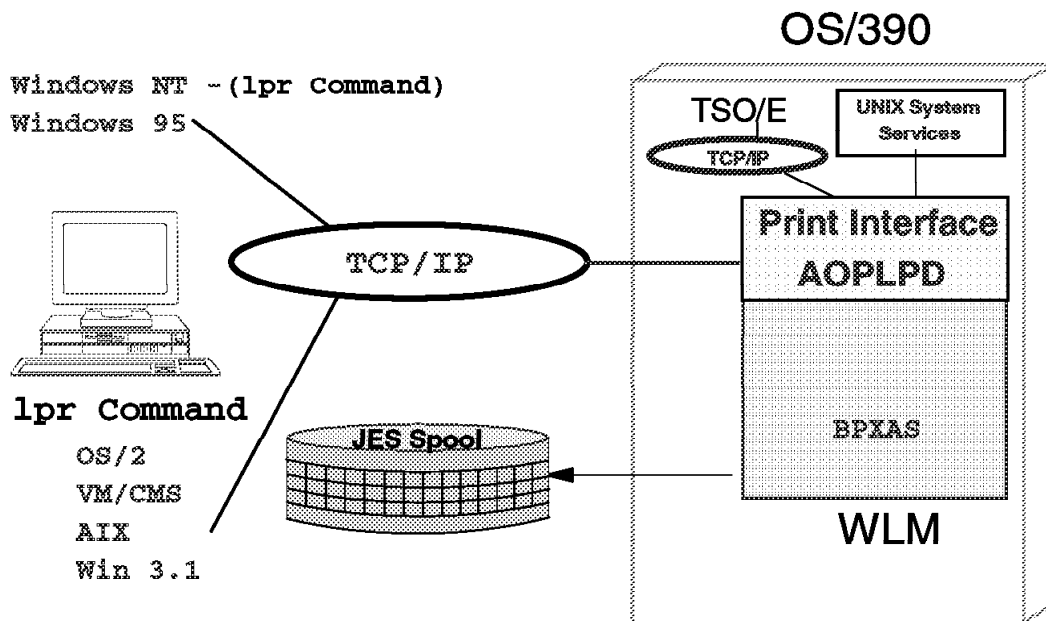 OS/390
Windows NT -(lpr Command)
Windows 95
TSO/E
TCP/IP
UNIX System
Services
TCP/IP
Print Interface
AOPLPD
lpr Command
OS/2
VM/CMS
AIX
Win 3.1
JES Spool
BPXAS
WLM